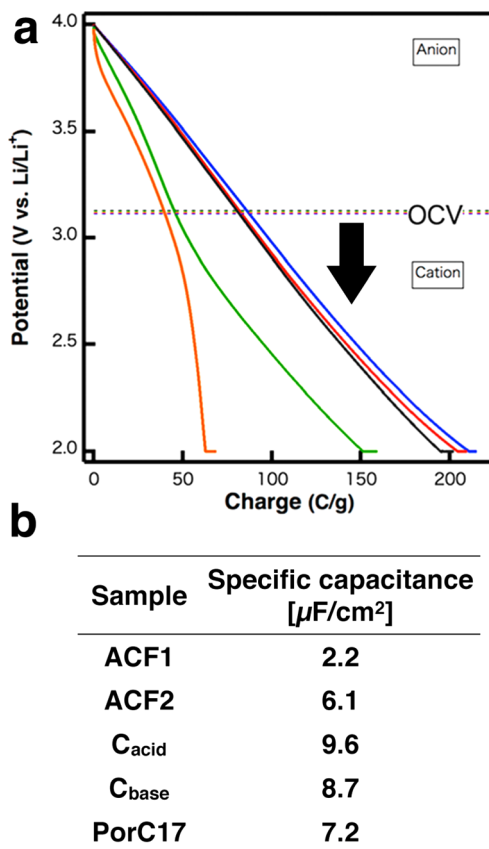 a
Anion
Potential (V vs. Li/Li⁺)
4.0
3.5
3.0
2.5
2.0
OCV
Cation
0
50
100
150
200
Charge (C/g)
b
Sample Specific capacitance
[µF/cm²]
ACF1 2.2
ACF2 6.1
Cacid 9.6
Cbase 8.7
PorC17 7.2